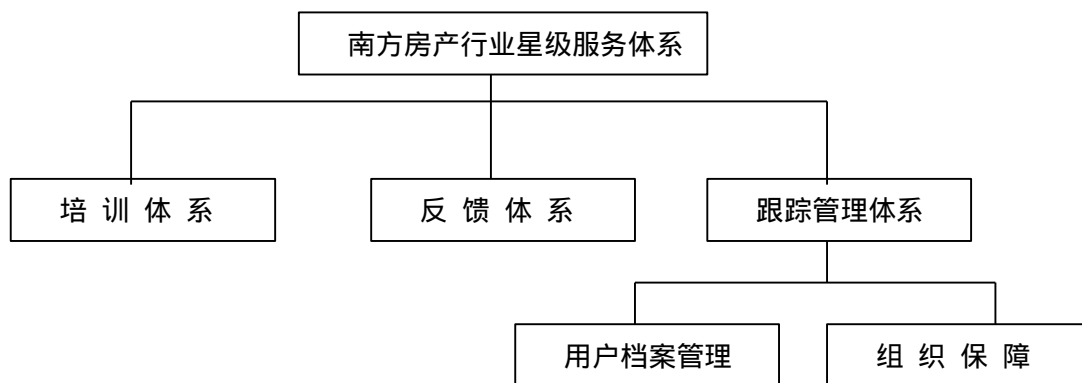 南方房产行业星级服务体系
培 训 体 系
反 馈 体 系
跟踪管理体系
用户档案管理
组 织 保 障